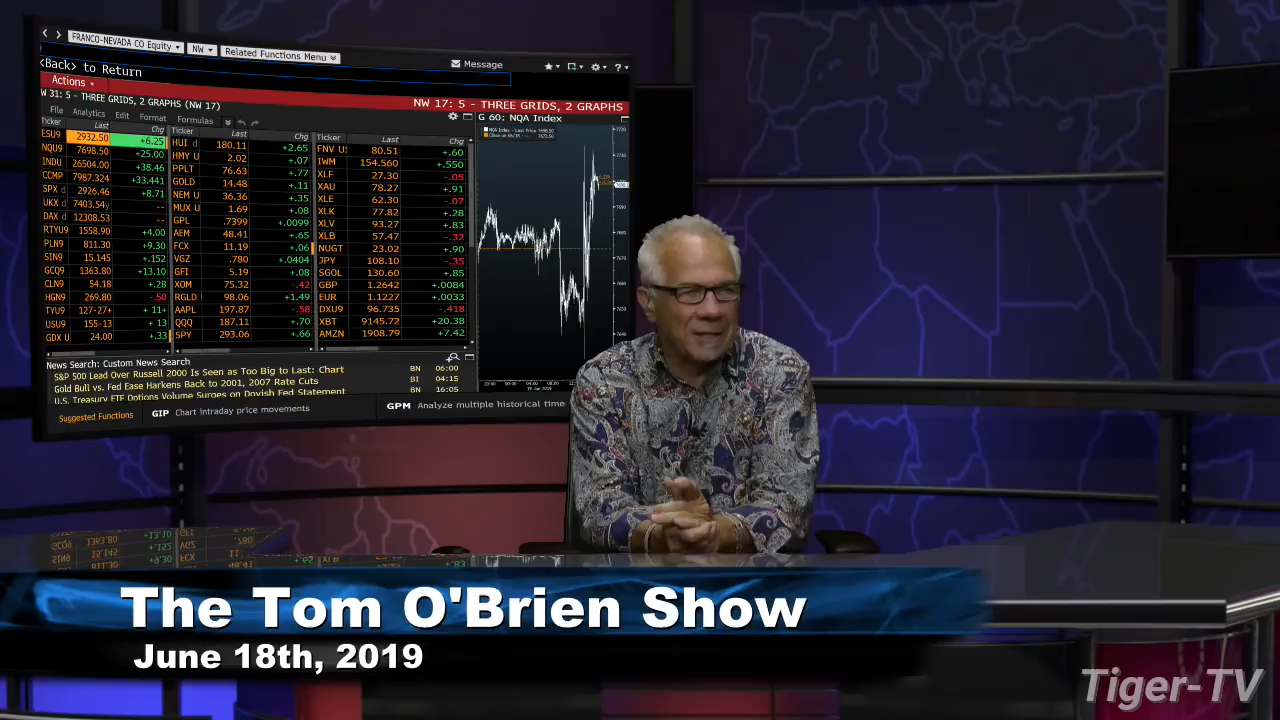 FRANCO-NEVADA CO Equity NW Related Functions Menu
Message
<Back> to Return
Actions
W 31: 5 - THREE GRIDS, 2 GRAPHS (NW 17) NW 17: 5 - THREE GRIDS, 2 GRAPHS
File Analytics Edit Format Formulas
G 60: NQA Index
Ticker Last Chg
ESU9 2932.50 +6.25
NQU9 7698.50 +25.00
INDU 26504.00 +38.46
CCMP 7987.324 +33.441
SPX d 2926.46 +8.71
UKX d 7403.54y --
DAX d 12308.53 --
RTYU9 1558.90 +4.00
PLN9 811.30 +9.30
SIN9 15.145 +.152
GCQ9 1363.80 +13.10
CLN9 54.18 +.28
HGN9 269.80 -.50
TYU9 127-27+ + 11+
USU9 155-13 + 13
GDX U 24.00 +.33
Ticker Last Chg
HUI d 180.11 +2.65
HMY U 2.02 +.07
PPLT 76.63 +.77
GOLD 14.48 +.11
NEM U 36.36 +.35
MUX U 1.69 +.08
GPL .7399 +.0099
AEM 48.41 +.65
FCX 11.19 +.06
VGZ .780 +.0404
GFI 5.19 +.08
XOM 75.32 -.42
RGLD 98.06 +1.49
AAPL 197.87 -.58
QQQ 187.11 +.70
SPY 293.06 +.66
Ticker Last Chg
FNV US 80.51 +.60
IWM 154.560 +.550
XLF 27.30 -.05
XAU 78.27 +.91
XLE 62.30 -.07
XLK 77.82 +.28
XLV 93.27 +.83
XLB 57.47 -.32
NUGT 23.02 +.90
JPY 108.10 -.35
SGOL 130.60 +.85
GBP 1.2642 +.0084
EUR 1.1227 +.0033
DXU9 96.735 -.418
XBT 9145.72 +20.38
AMZN 1908.79 +7.42
News Search: Custom News Search
S&P 500 Lead Over Russell 2000 Is Seen as Too Big to Last: Chart BN 06:00
Gold Bull vs. Fed Ease Harkens Back to 2001, 2007 Rate Cuts BI 04:15
U.S. Treasury ETF Options Volume Surges on Dovish Fed Statement BN 16:05
Suggested Functions GIP Chart intraday price movements GPM Analyze multiple historical time
The Tom O'Brien Show
June 18th, 2019
Tiger-TV